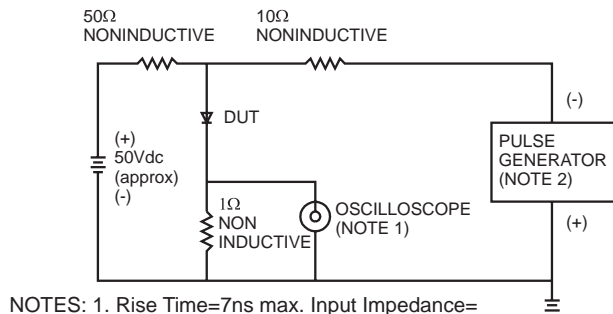 50Ω
NONINDUCTIVE
10Ω
NONINDUCTIVE
(+)
50Vdc
(approx)
(-)
DUT
1Ω
NON
INDUCTIVE
OSCILLOSCOPE
(NOTE 1)
(-)
PULSE
GENERATOR
(NOTE 2)
(+)
NOTES: 1. Rise Time=7ns max. Input Impedance=